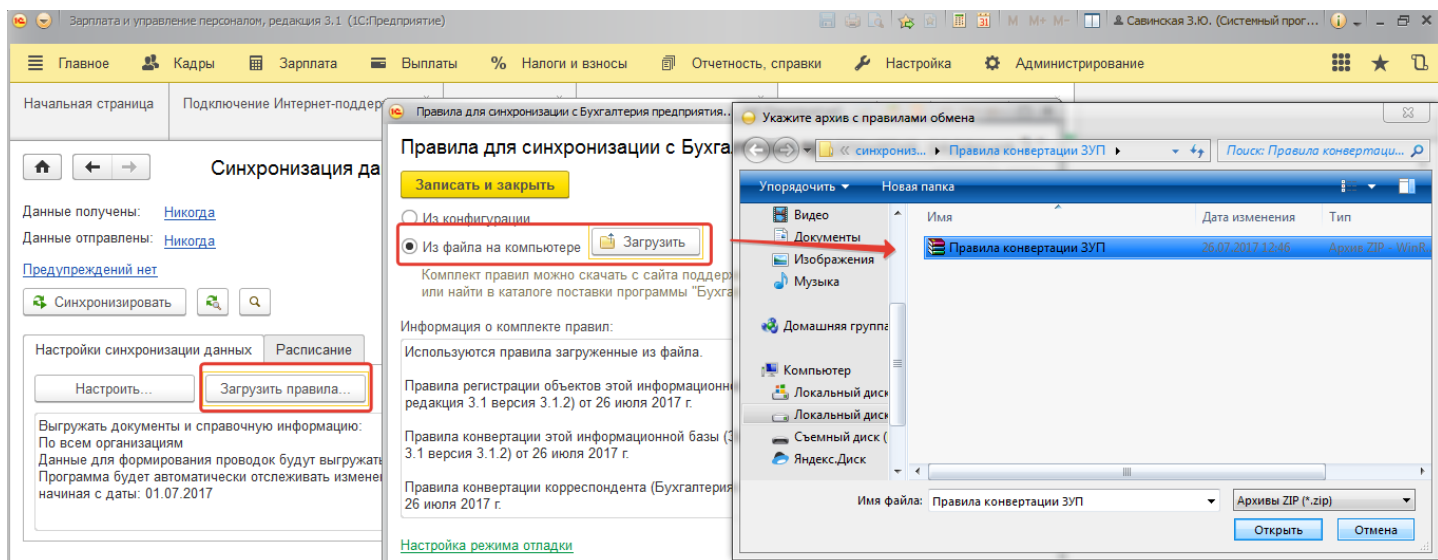 Зарплата и управление персоналом, редакция 3.1 (1С:Предприятие)
M M+ M-
Савинская З.Ю. (Системный прог...
Главное Кадры Зарплата Выплаты % Налоги и взносы Отчетность, справки Настройка Администрирование
Начальная страница
Подключение Интернет-поддер
Синхронизация да
Данные получены: Никогда
Данные отправлены: Никогда
Предупреждений нет
Синхронизировать
Настройки синхронизации данных Расписание
Настроить... Загрузить правила...
Выгружать документы и справочную информацию:
По всем организациям
Данные для формирования проводок будут выгружать
Программа будет автоматически отслеживать измене
начиная с даты: 01.07.2017
Правила для синхронизации с Бухгалтерия предприятия..
Правила для синхронизации с Бухга
Записать и закрыть
Из конфигурации
Из файла на компьютере Загрузить
Комплект правил можно скачать с сайта поддер
или найти в каталоге поставки программы "Бухга
Информация о комплекте правил:
Используются правила загруженные из файла.
Правила регистрации объектов этой информационн
редакция 3.1 версия 3.1.2) от 26 июля 2017 г.
Правила конвертации этой информационной базы (З
3.1 версия 3.1.2) от 26 июля 2017 г.
Правила конвертации корреспондента (Бухгалтерия
26 июля 2017 г.
Настройка режима отладки
Укажите архив с правилами обмена
« синхрониз... Правила конвертации ЗУП
Поиск: Правила конвертаци...
Упорядочить Новая папка
Видео
Документы
Изображения
Музыка
Домашняя группа
Компьютер
Локальный диск
Локальный диск
Съемный диск (
Яндекс.Диск
Имя Дата изменения Тип
Правила конвертации ЗУП 26.07.2017 12:46 Архив ZIP - WinR
Имя файла: Правила конвертации ЗУП Архивы ZIP (*.zip)
Открыть Отмена